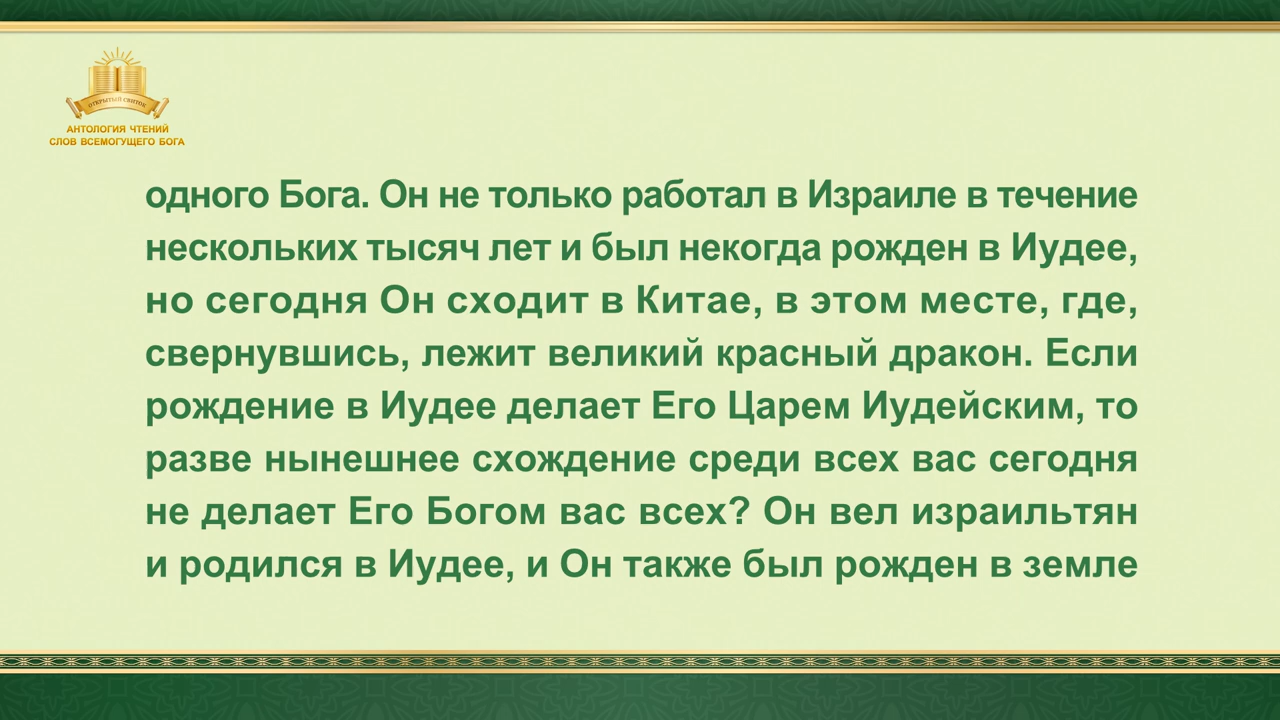 ОТКРЫТЫЙ СВИТОК
АНТОЛОГИЯ ЧТЕНИЙ
СЛОВ ВСЕМОГУЩЕГО БОГА
одного Бога. Он не только работал в Израиле в течение
нескольких тысяч лет и был некогда рожден в Иудее,
но сегодня Он сходит в Китае, в этом месте, где,
свернувшись, лежит великий красный дракон. Если
рождение в Иудее делает Его Царем Иудейским, то
разве нынешнее схождение среди всех вас сегодня
не делает Его Богом вас всех? Он вел израильтян
и родился в Иудее, и Он также был рожден в земле